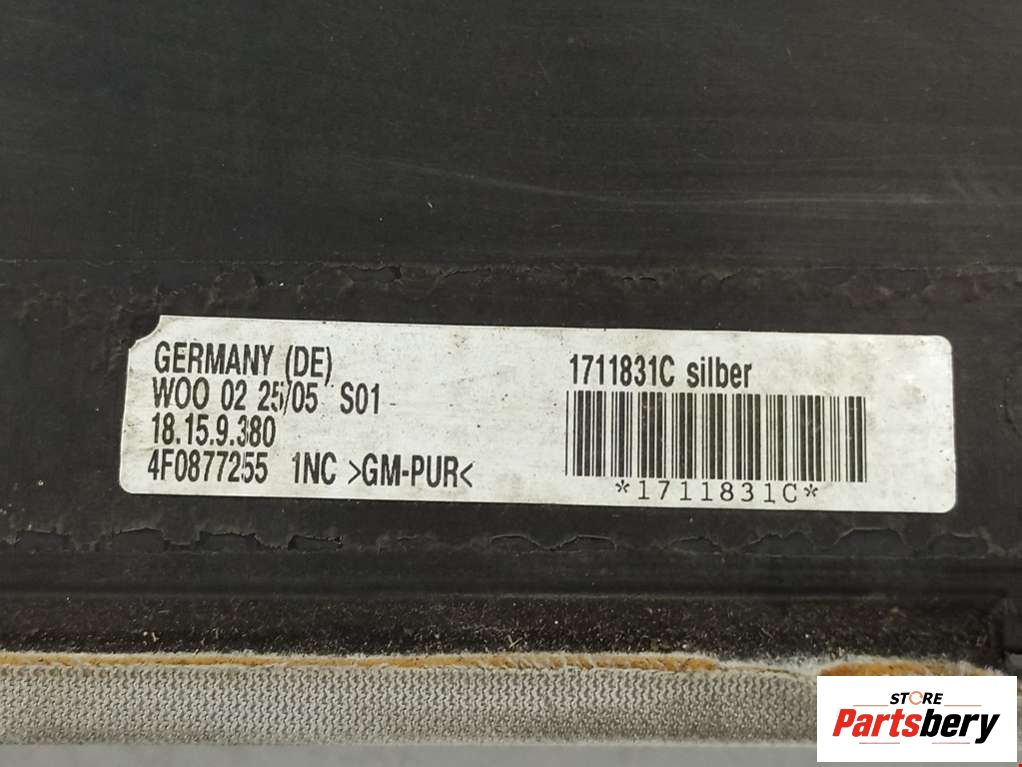 GERMANY (DE)
WOO 02 25/05 S01
18.15.9.380
4F0877255 1NC >GM-PUR<
1711831C silber
*1711831C*
STORE
Partsbery